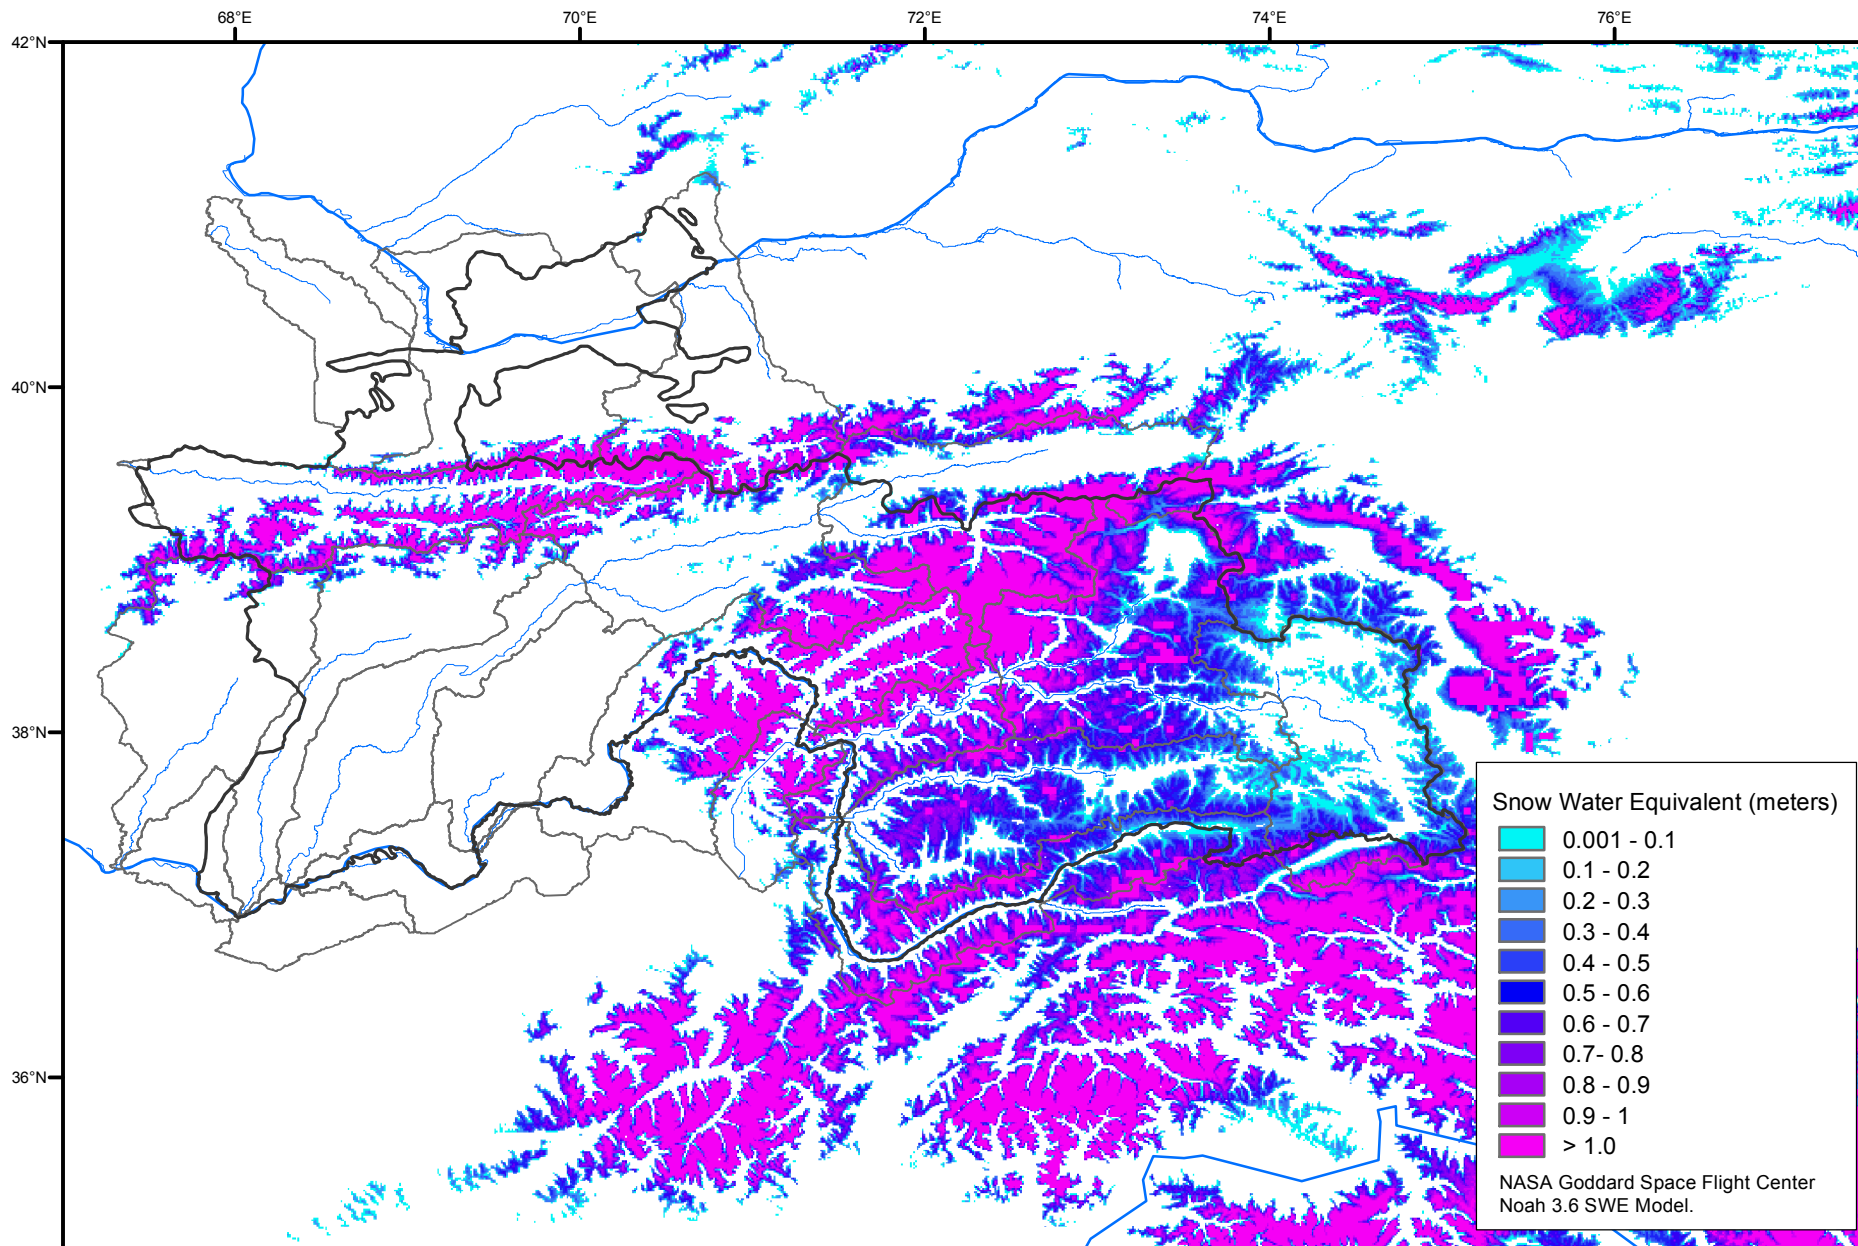 68°E 70°E 72°E 74°E 76°E
42°N
40°N
38°N
36°N
Snow Water Equivalent (meters)
0.001 - 0.1
0.1 - 0.2
0.2 - 0.3
0.3 - 0.4
0.4 - 0.5
0.5 - 0.6
0.6 - 0.7
0.7- 0.8
0.8 - 0.9
0.9 - 1
> 1.0
NASA Goddard Space Flight Center
Noah 3.6 SWE Model.